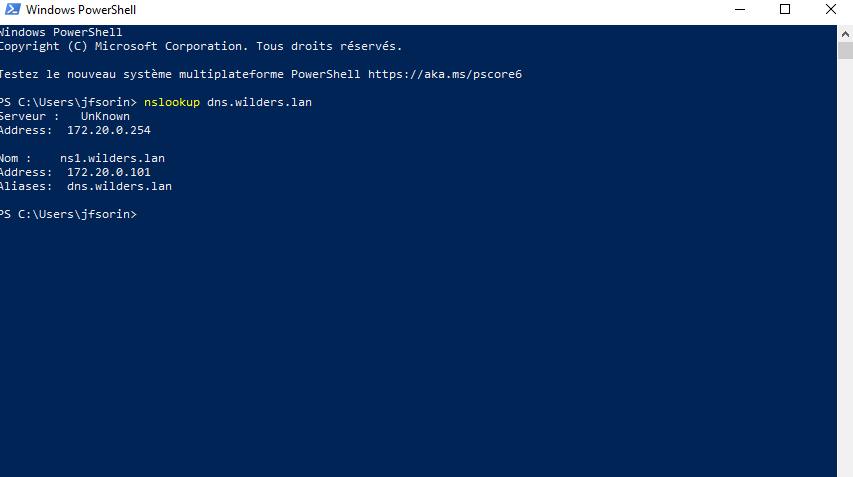 Windows PowerShell
Windows PowerShell
Copyright (C) Microsoft Corporation. Tous droits réservés.
Testez le nouveau système multiplateforme PowerShell https://aka.ms/pscore6
PS C:\Users\jfsorin> nslookup dns.wilders.lan
Serveur :   UnKnown
Address:  172.20.0.254
Nom :    ns1.wilders.lan
Address:  172.20.0.101
Aliases:  dns.wilders.lan
PS C:\Users\jfsorin>